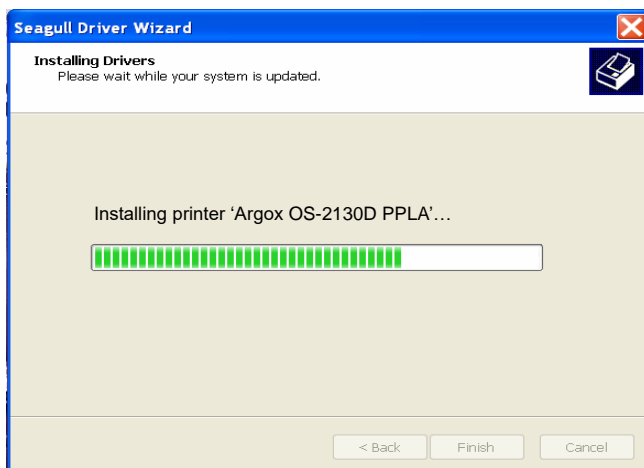 Seagull Driver Wizard
Installing Drivers
Please wait while your system is updated.
Installing printer ‘Argox OS-2130D PPLA’…
< Back
Finish
Cancel